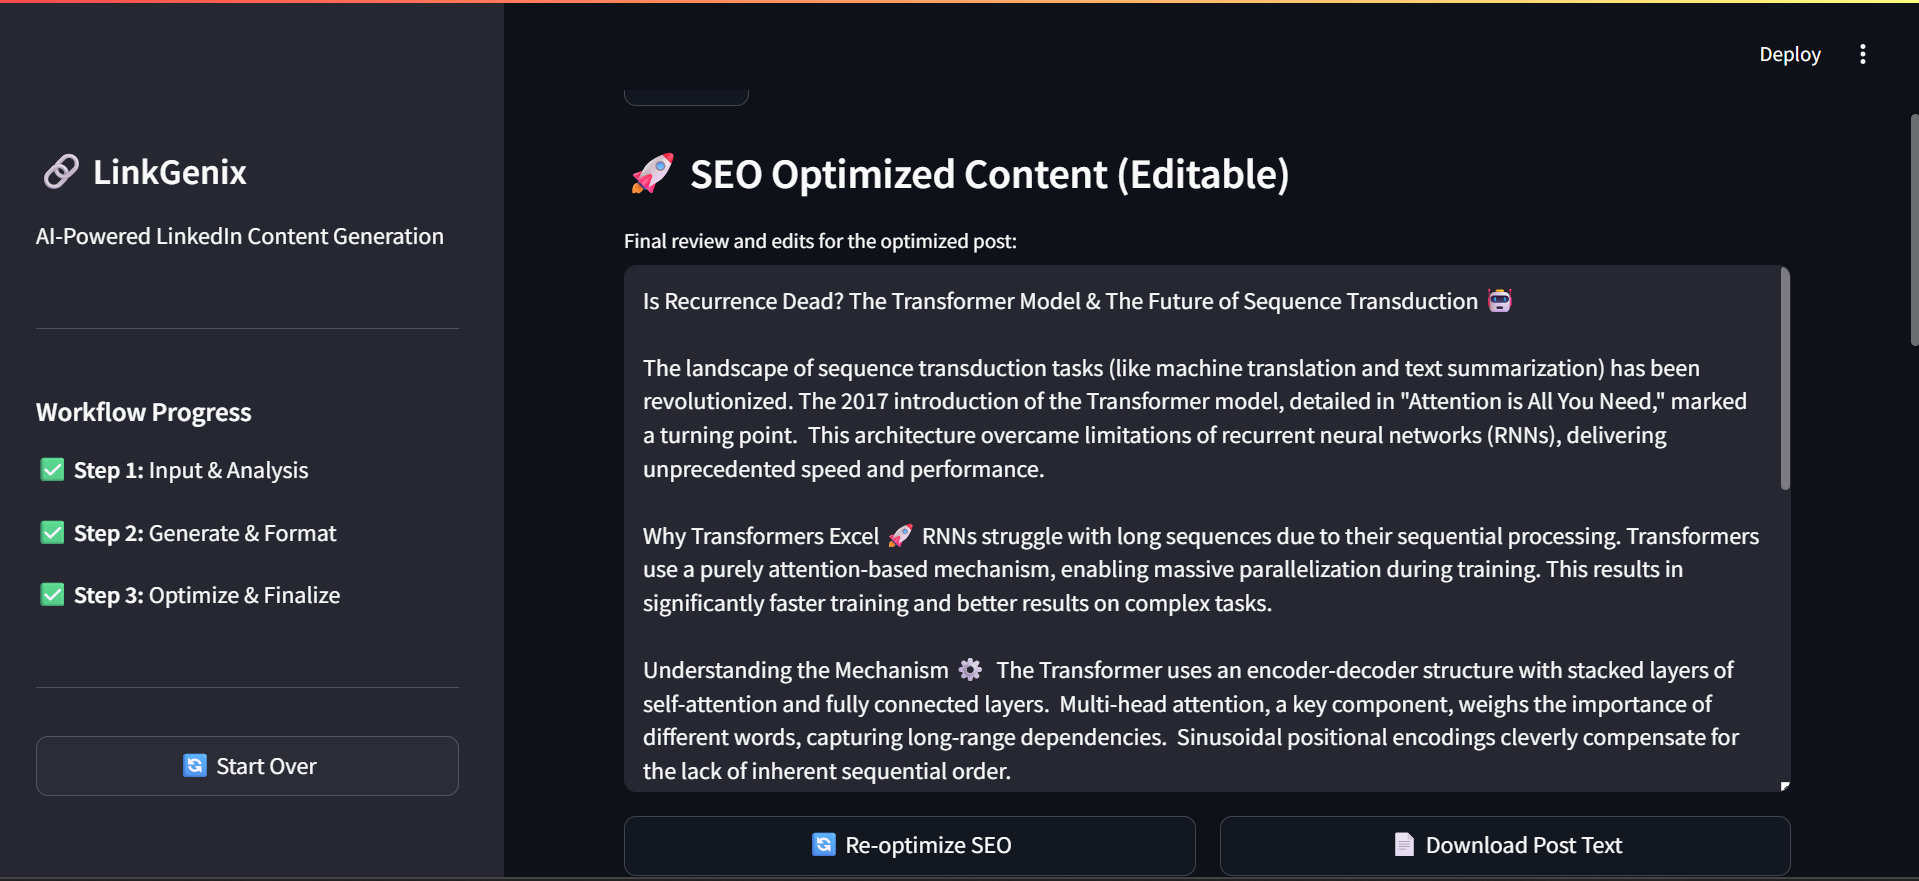 Deploy
🔗 LinkGenix
AI-Powered LinkedIn Content Generation
Workflow Progress
✅ Step 1: Input & Analysis
✅ Step 2: Generate & Format
✅ Step 3: Optimize & Finalize
🔄 Start Over
🚀 SEO Optimized Content (Editable)
Final review and edits for the optimized post:
Is Recurrence Dead? The Transformer Model & The Future of Sequence Transduction 🤖
The landscape of sequence transduction tasks (like machine translation and text summarization) has been
revolutionized. The 2017 introduction of the Transformer model, detailed in "Attention is All You Need," marked
a turning point.  This architecture overcame limitations of recurrent neural networks (RNNs), delivering
unprecedented speed and performance.
Why Transformers Excel 🚀 RNNs struggle with long sequences due to their sequential processing. Transformers
use a purely attention-based mechanism, enabling massive parallelization during training. This results in
significantly faster training and better results on complex tasks.
Understanding the Mechanism ⚙️  The Transformer uses an encoder-decoder structure with stacked layers of
self-attention and fully connected layers.  Multi-head attention, a key component, weighs the importance of
different words, capturing long-range dependencies.  Sinusoidal positional encodings cleverly compensate for
the lack of inherent sequential order.
🔄 Re-optimize SEO
📄 Download Post Text